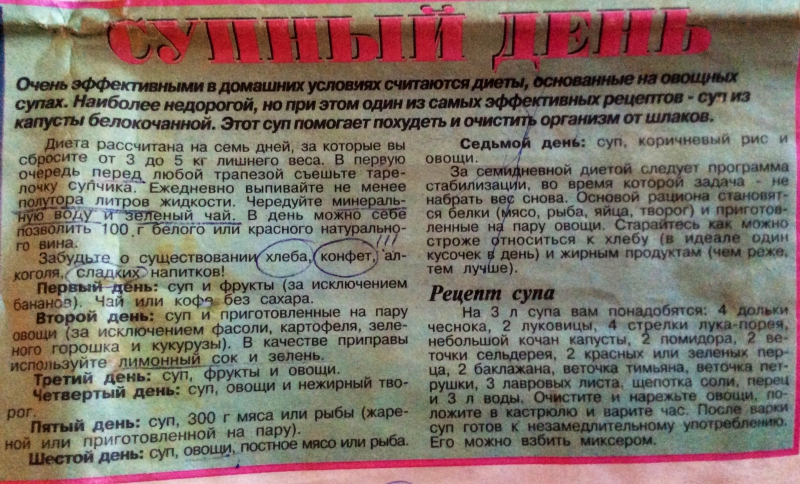 СУПНЫЙ ДЕНЬ
Очень эффективными в домашних условиях считаются диеты, основанные на овощных
супах. Наиболее недорогой, но при этом один из самых эффективных рецептов - суп из
капусты белокочанной. Этот суп помогает похудеть и очистить организм от шлаков.
Диета рассчитана на семь дней, за которые вы
сбросите от 3 до 5 кг лишнего веса. В первую
очередь перед любой трапезой съешьте таре-
лочку супчика. Ежедневно выпивайте не менее
полутора литров жидкости. Чередуйте минераль-
ную воду и зеленый чай. В день можно себе
позволить 100 г белого или красного натурально-
го вина.
Забудьте о существовании хлеба, конфет, ал-
коголя, сладких напитков!
Первый день: суп и фрукты (за исключением
бананов). Чай или кофе без сахара.
Второй день: суп и приготовленные на пару
овощи (за исключением фасоли, картофеля, зеле-
ного горошка и кукурузы). В качестве приправы
используйте лимонный сок и зелень.
Третий день: суп, фрукты и овощи.
Четвертый день: суп, овощи и нежирный тво-
рог.
Пятый день: суп, 300 г мяса или рыбы (жаре-
ной или приготовленной на пару).
Шестой день: суп, овощи, постное мясо или рыба.
Седьмой день: суп, коричневый рис и
овощи.
За семидневной диетой следует программа
стабилизации, во время которой задача - не
набрать вес снова. Основой рациона становят-
ся белки (мясо, рыба, яйца, творог) и приготов-
ленные на пару овощи. Старайтесь как можно
строже относиться к хлебу (в идеале один
кусочек в день) и жирным продуктам (чем реже,
тем лучше).
Рецепт супа
На 3 л супа вам понадобятся: 4 дольки
чеснока, 2 луковицы, 4 стрелки лука-порея,
небольшой кочан капусты, 2 помидора, 2 ве-
точки сельдерея, 2 красных или зеленых пер-
ца, 2 баклажана, веточка тимьяна, веточка пет-
рушки, 3 лавровых листа, щепотка соли, перец
и 3 л воды. Очистите и нарежьте овощи, по-
ложите в кастрюлю и варите час. После варки
суп готов к незамедлительному употреблению.
Его можно взбить миксером.